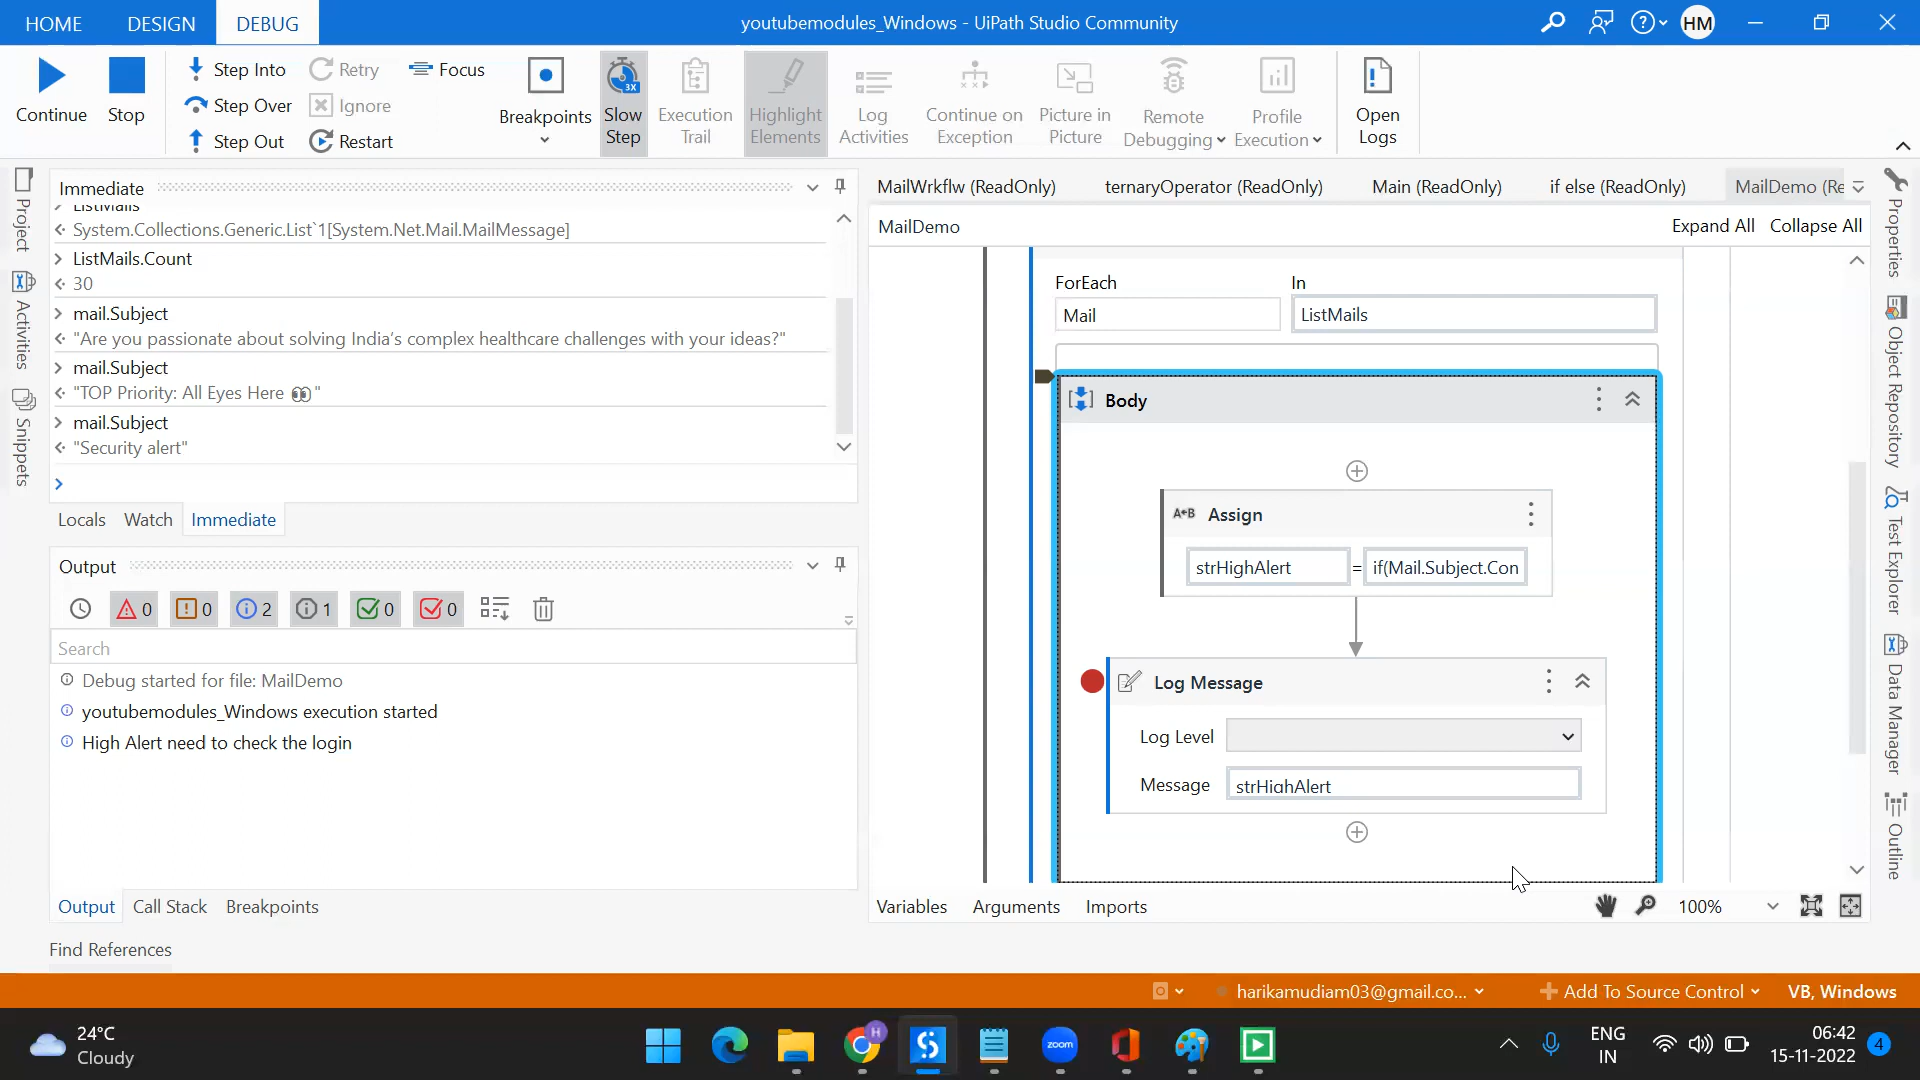 HOME DESIGN DEBUG youtubemodules_Windows - UiPath Studio Community HM
Continue Stop Step Into Step Over Step Out Retry Ignore Restart Focus Breakpoints Slow Step 3X Execution Trail Highlight Elements Log Activities Continue on Exception Picture in Picture Remote Debugging Profile Execution Open Logs
Project
Activities
Snippets
Immediate
ListMails
System.Collections.Generic.List`1[System.Net.Mail.MailMessage]
ListMails.Count
30
mail.Subject
"Are you passionate about solving India's complex healthcare challenges with your ideas?"
mail.Subject
"TOP Priority: All Eyes Here 👀"
mail.Subject
"Security alert"
Locals Watch Immediate
Output
0 0 2 1 0 0
Search
Debug started for file: MailDemo
youtubemodules_Windows execution started
High Alert need to check the login
Output Call Stack Breakpoints
Find References
MailWrkflw (ReadOnly) ternaryOperator (ReadOnly) Main (ReadOnly) if else (ReadOnly) MailDemo (Re
MailDemo Expand All Collapse All
ForEach In
Mail ListMails
Body
A←B Assign
strHighAlert = if(Mail.Subject.Con
Log Message
Log Level
Message strHighAlert
Variables Arguments Imports 100%
Properties
Object Repository
Test Explorer
Data Manager
Outline
harikamudiam03@gmail.co... Add To Source Control VB, Windows
24°C
Cloudy
H
zoom
ENG
IN
06:42
15-11-2022
4